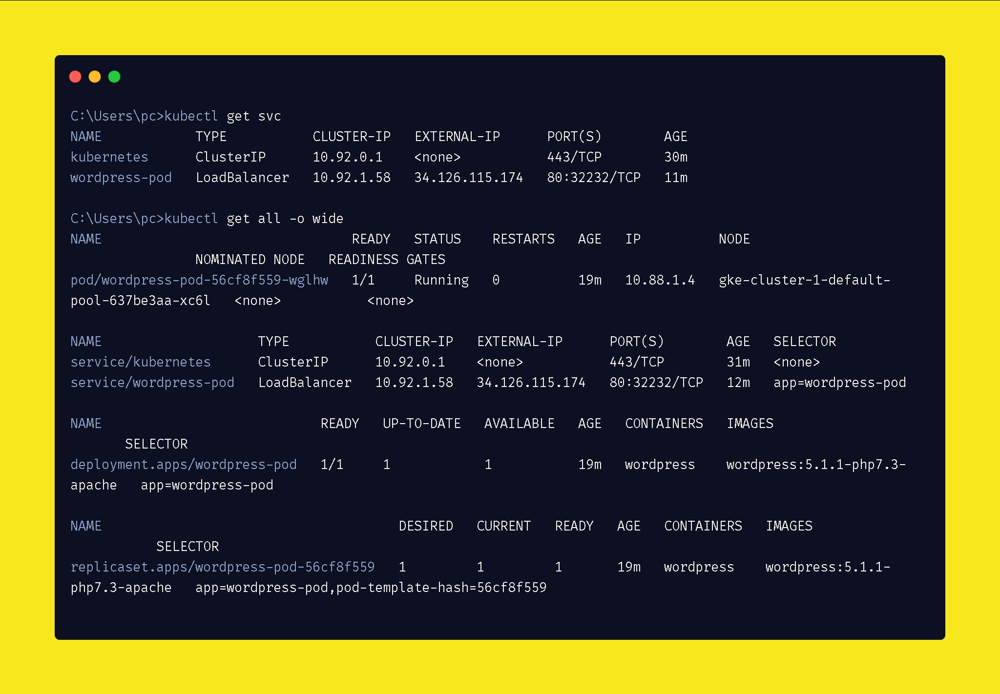 C:\Users\pc>kubectl get svc
NAME            TYPE           CLUSTER-IP   EXTERNAL-IP      PORT(S)        AGE
kubernetes      ClusterIP      10.92.0.1    <none>           443/TCP        30m
wordpress-pod   LoadBalancer   10.92.1.58   34.126.115.174   80:32232/TCP   11m

C:\Users\pc>kubectl get all -o wide
NAME                                READY   STATUS    RESTARTS   AGE   IP          NODE
                NOMINATED NODE   READINESS GATES
pod/wordpress-pod-56cf8f559-wglhw   1/1     Running   0          19m   10.88.1.4   gke-cluster-1-default-
pool-637be3aa-xc6l   <none>           <none>

NAME                    TYPE           CLUSTER-IP   EXTERNAL-IP      PORT(S)        AGE   SELECTOR
service/kubernetes      ClusterIP      10.92.0.1    <none>           443/TCP        31m   <none>
service/wordpress-pod   LoadBalancer   10.92.1.58   34.126.115.174   80:32232/TCP   12m   app=wordpress-pod

NAME                            READY   UP-TO-DATE   AVAILABLE   AGE   CONTAINERS   IMAGES
       SELECTOR
deployment.apps/wordpress-pod   1/1     1            1           19m   wordpress    wordpress:5.1.1-php7.3-
apache   app=wordpress-pod

NAME                                      DESIRED   CURRENT   READY   AGE   CONTAINERS   IMAGES
           SELECTOR
replicaset.apps/wordpress-pod-56cf8f559   1         1         1       19m   wordpress    wordpress:5.1.1-
php7.3-apache   app=wordpress-pod,pod-template-hash=56cf8f559